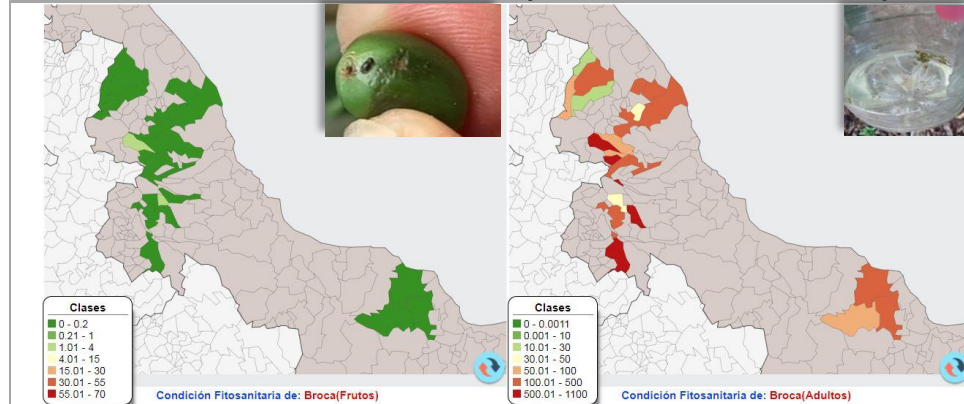 Clases
0 - 0.2
0.21 - 1
1.01 - 4
4.01 - 15
15.01 - 30
30.01 - 55
55.01 - 70
Condición Fitosanitaria de: Broca(Frutos)
Clases
0 - 0.0011
0.001 - 10
10.01 - 30
30.01 - 50
50.01 - 100
100.01 - 500
500.01 - 1100
Condición Fitosanitaria de: Broca(Adultos)